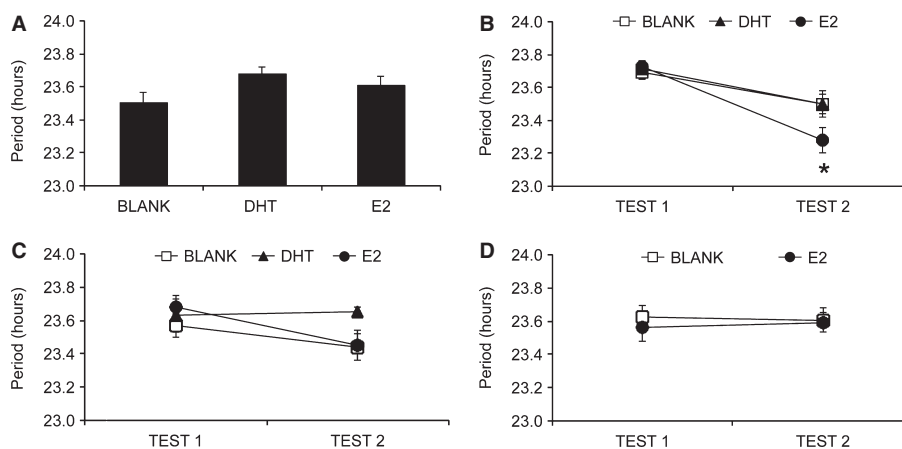 A
Period (hours)
24.0
23.8
23.6
23.4
23.2
23.0
BLANK DHT E2
B
BLANK DHT E2
Period (hours)
24.0
23.8
23.6
23.4
23.2
23.0
*
TEST 1 TEST 2
C
BLANK DHT E2
Period (hours)
24.0
23.8
23.6
23.4
23.2
23.0
TEST 1 TEST 2
D
BLANK E2
Period (hours)
24.0
23.8
23.6
23.4
23.2
23.0
TEST 1 TEST 2